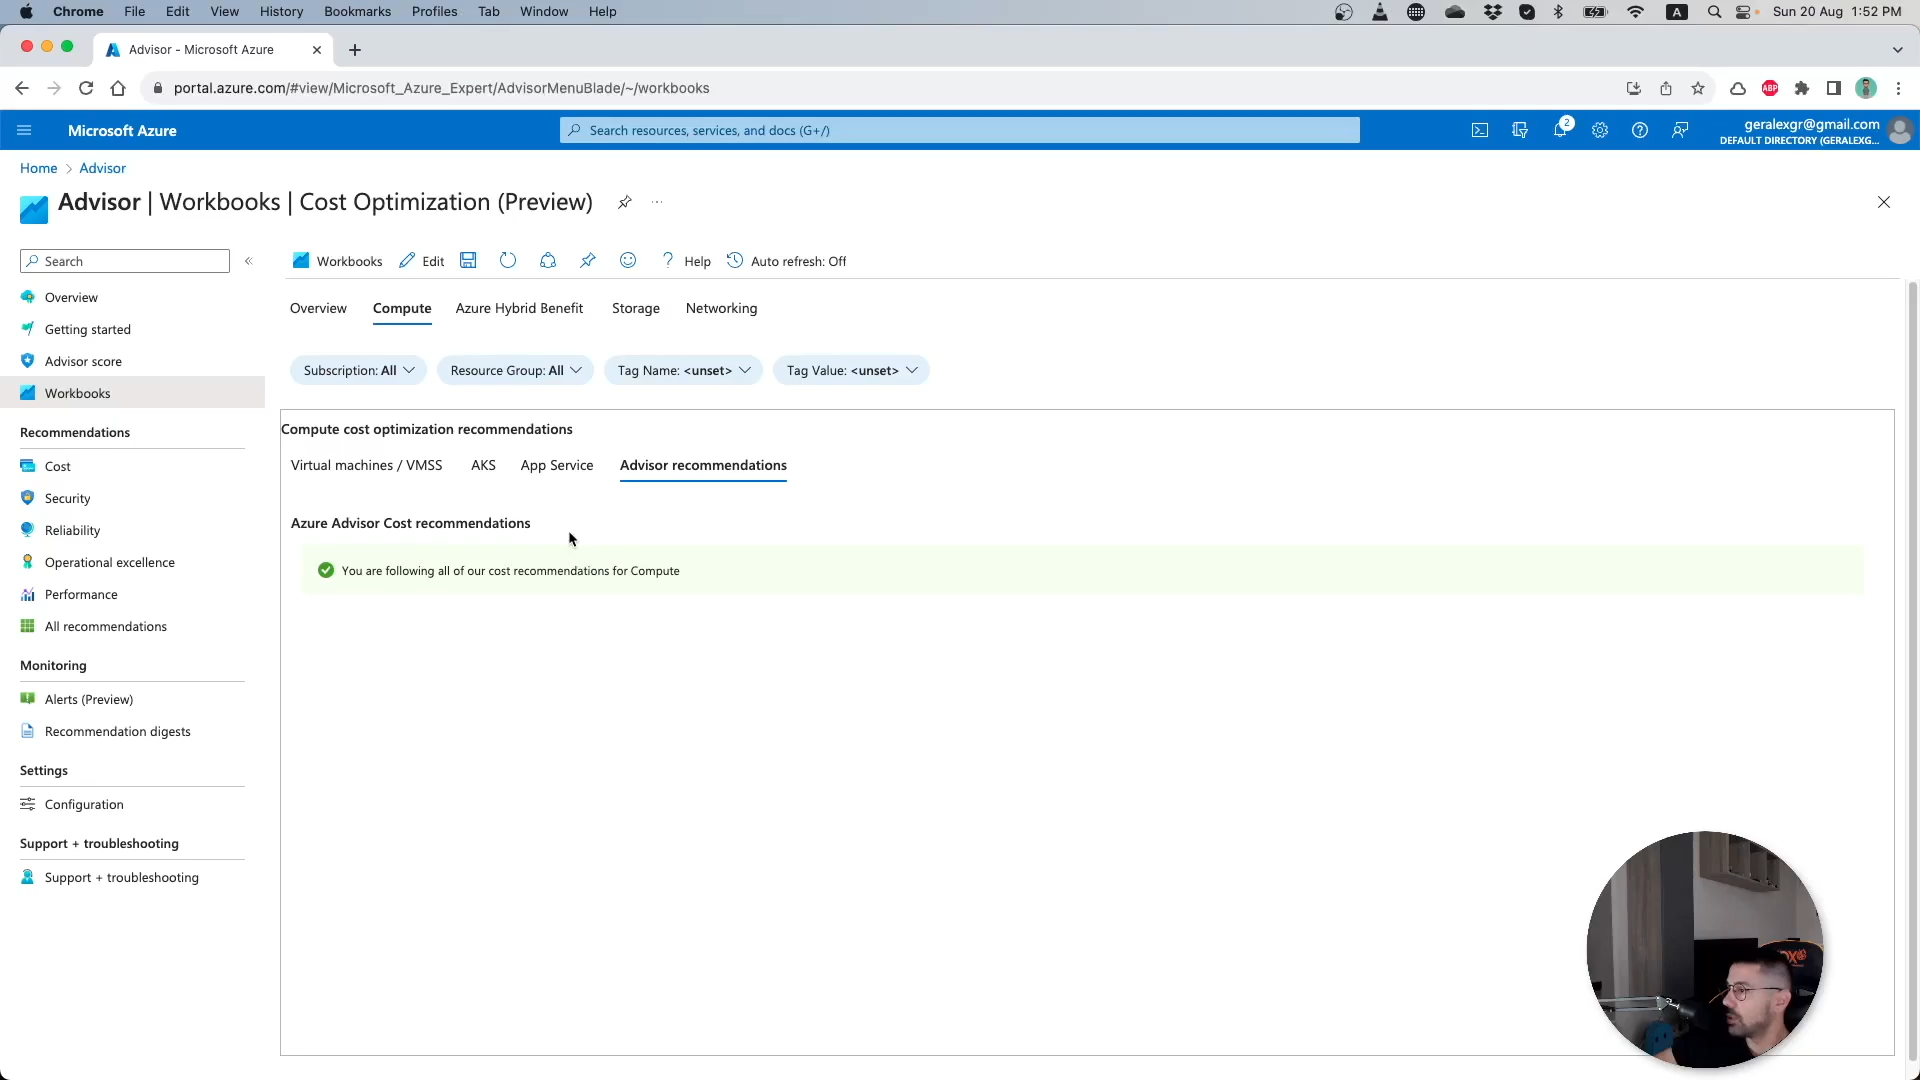 Chrome File Edit View History Bookmarks Profiles Tab Window Help A Sun 20 Aug 1:52 PM
Advisor - Microsoft Azure
portal.azure.com/#view/Microsoft_Azure_Expert/AdvisorMenuBlade/~/workbooks ABP
Microsoft Azure Search resources, services, and docs (G+/) 2 geralexgr@gmail.com
DEFAULT DIRECTORY (GERALEXG...
Home > Advisor
Advisor | Workbooks | Cost Optimization (Preview) ...
Search «
Workbooks Edit Help Auto refresh: Off
Overview
Getting started
Advisor score
Workbooks
Recommendations
Cost
Security
Reliability
Operational excellence
Performance
All recommendations
Monitoring
Alerts (Preview)
Recommendation digests
Settings
Configuration
Support + troubleshooting
Support + troubleshooting
Overview Compute Azure Hybrid Benefit Storage Networking
Subscription: All Resource Group: All Tag Name: <unset> Tag Value: <unset>
Compute cost optimization recommendations
Virtual machines / VMSS AKS App Service Advisor recommendations
Azure Advisor Cost recommendations
You are following all of our cost recommendations for Compute